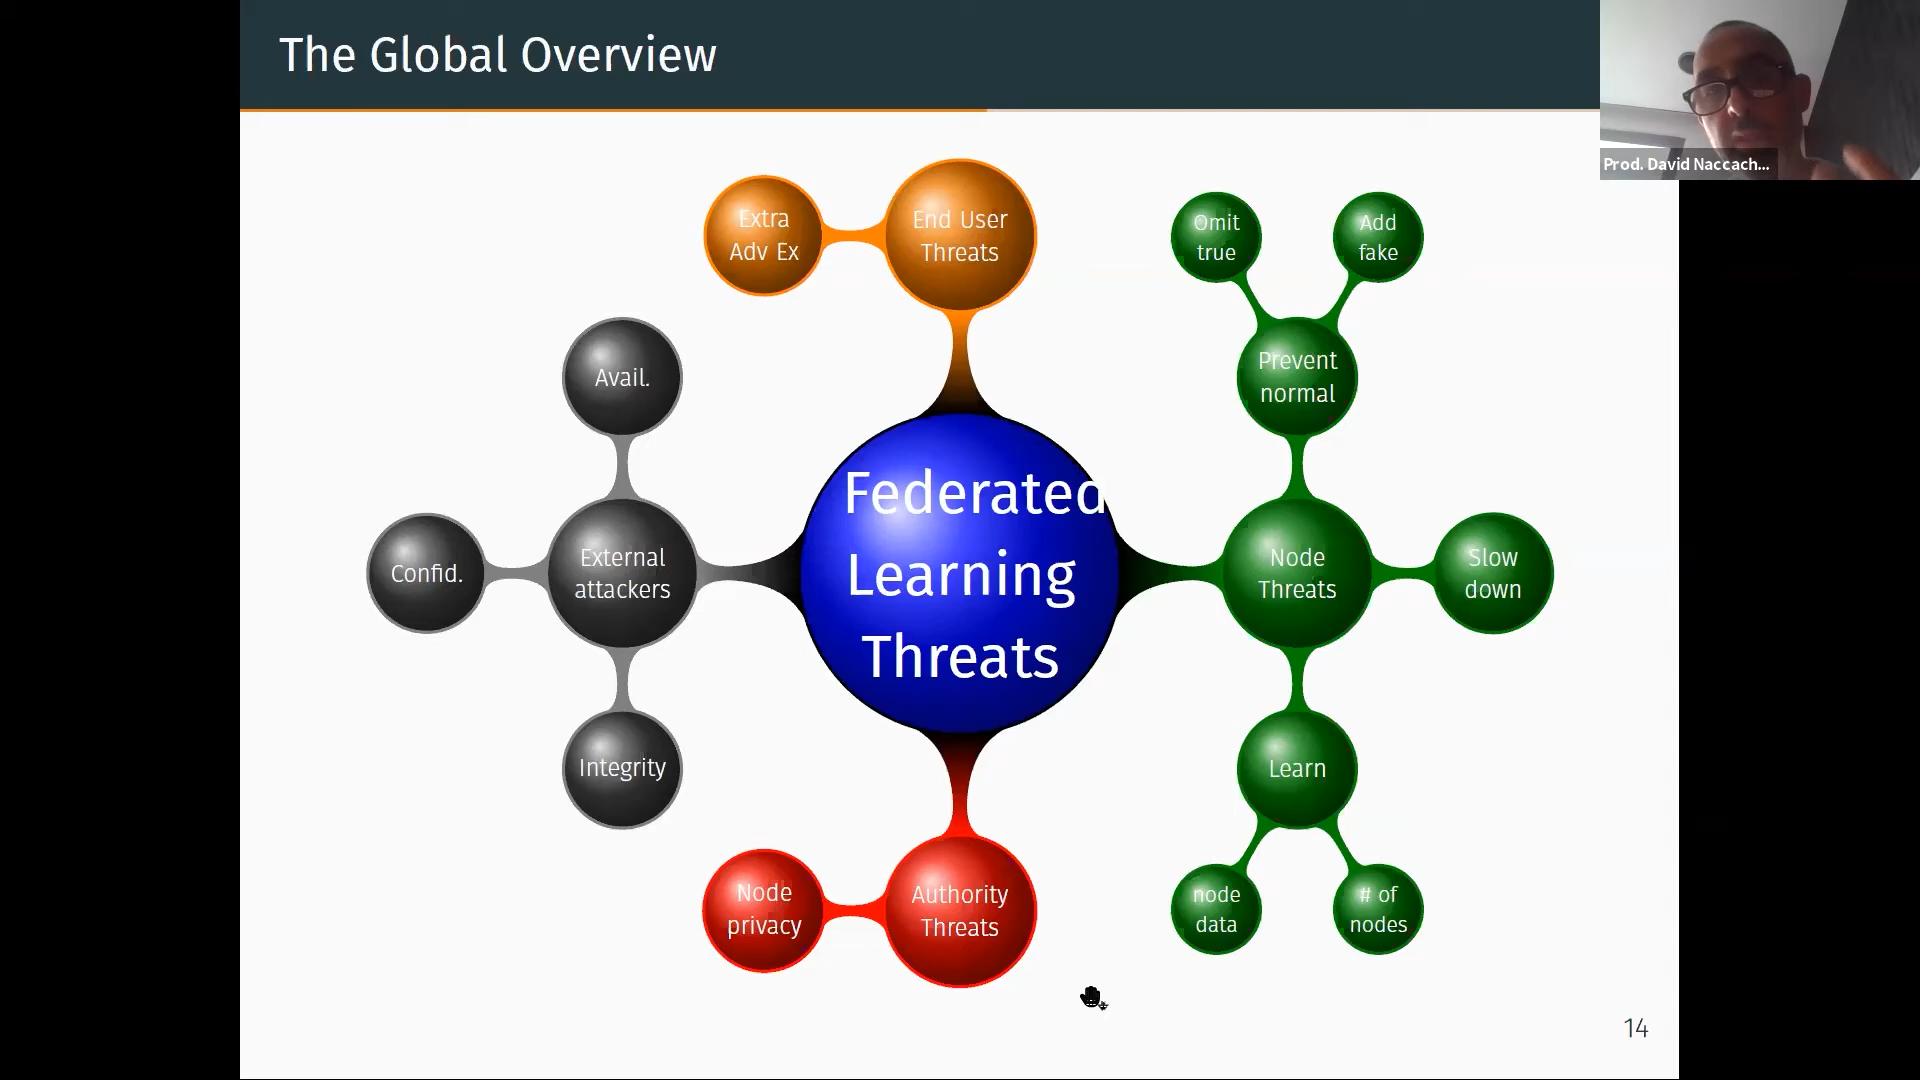 The Global Overview
Prod. David Naccach...
Extra
Adv Ex
End User
Threats
Omit
true
Add
fake
Avail.
Prevent
normal
Federated
Learning
Threats
Confid.
External
attackers
Node
Threats
Slow
down
Integrity
Learn
Node
privacy
Authority
Threats
node
data
# of
nodes
14